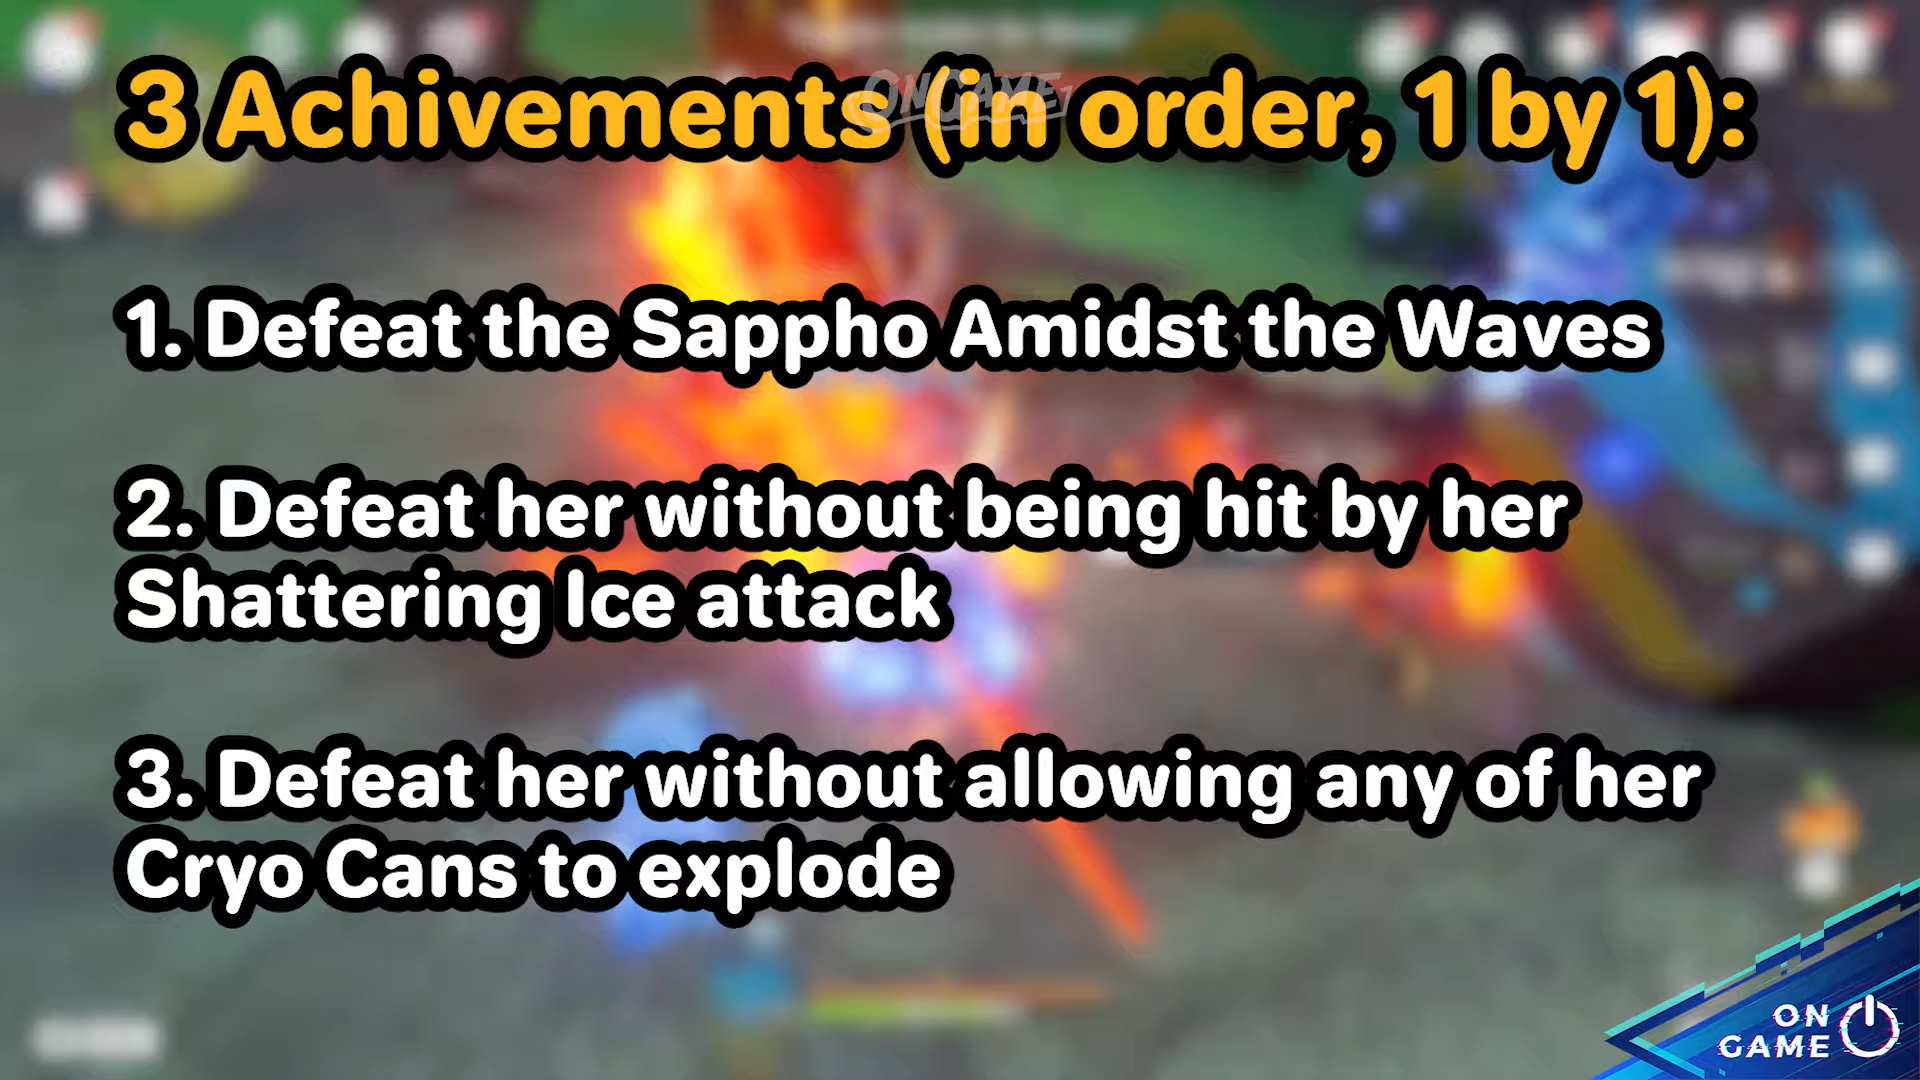 3 Achivements (in order, 1 by 1):
ONGAME
1. Defeat the Sappho Amidst the Waves
2. Defeat her without being hit by her
Shattering Ice attack
3. Defeat her without allowing any of her
Cryo Cans to explode
ON
GAME